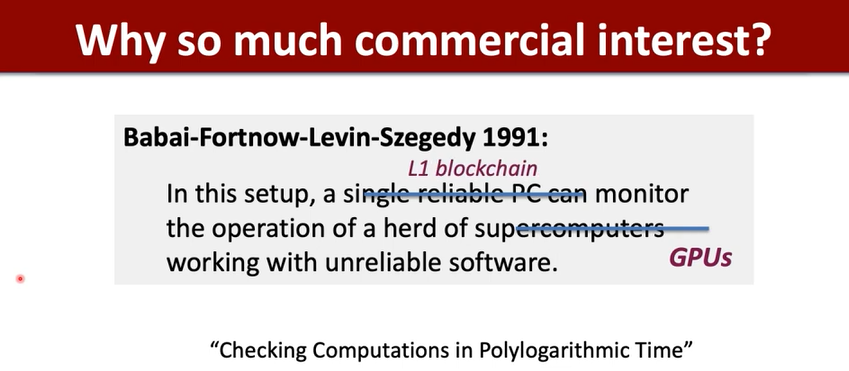 Why so much commercial interest?
Babai-Fortnow-Levin-Szegedy 1991:
L1 blockchain
In this setup, a single reliable PC can monitor
the operation of a herd of supercomputers
GPUs
working with unreliable software.
“Checking Computations in Polylogarithmic Time”